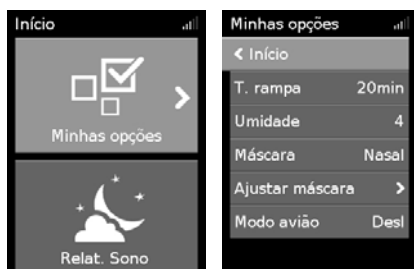 Início
Minhas opções
Relat. Sono
Minhas opções
< Início
T. rampa 20min
Umidade 4
Máscara Nasal
Ajustar máscara >
Modo avião Desl